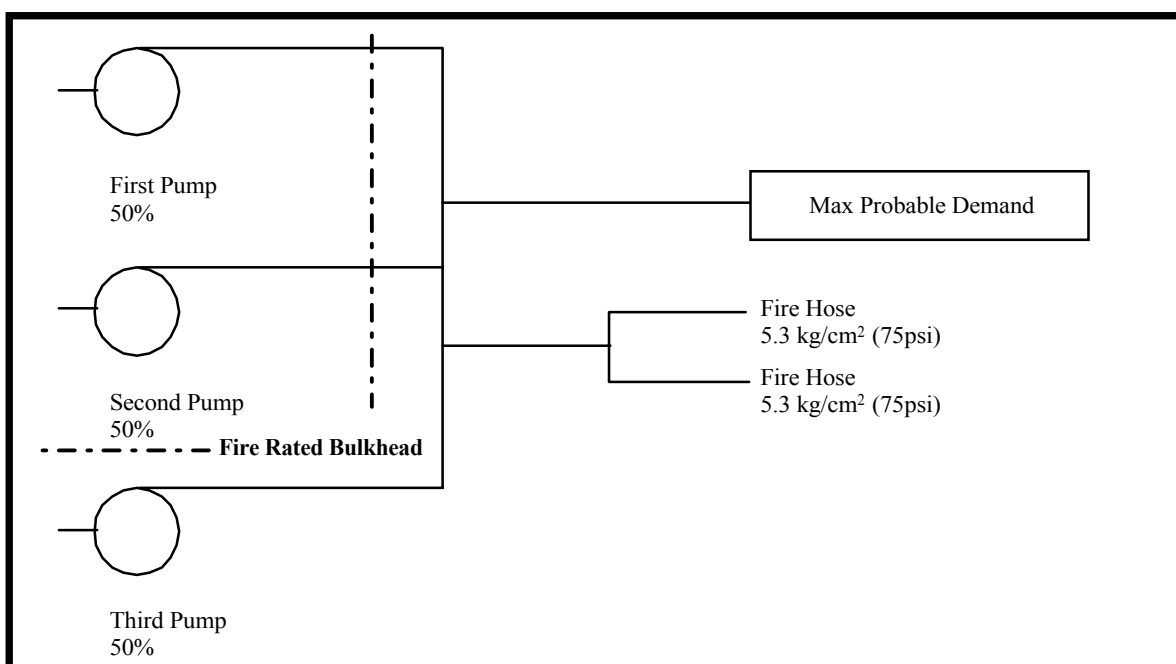 First Pump
50%
Max Probable Demand
Fire Hose
5.3 kg/cm² (75psi)
Fire Hose
5.3 kg/cm² (75psi)
Second Pump
50%
Fire Rated Bulkhead
Third Pump
50%